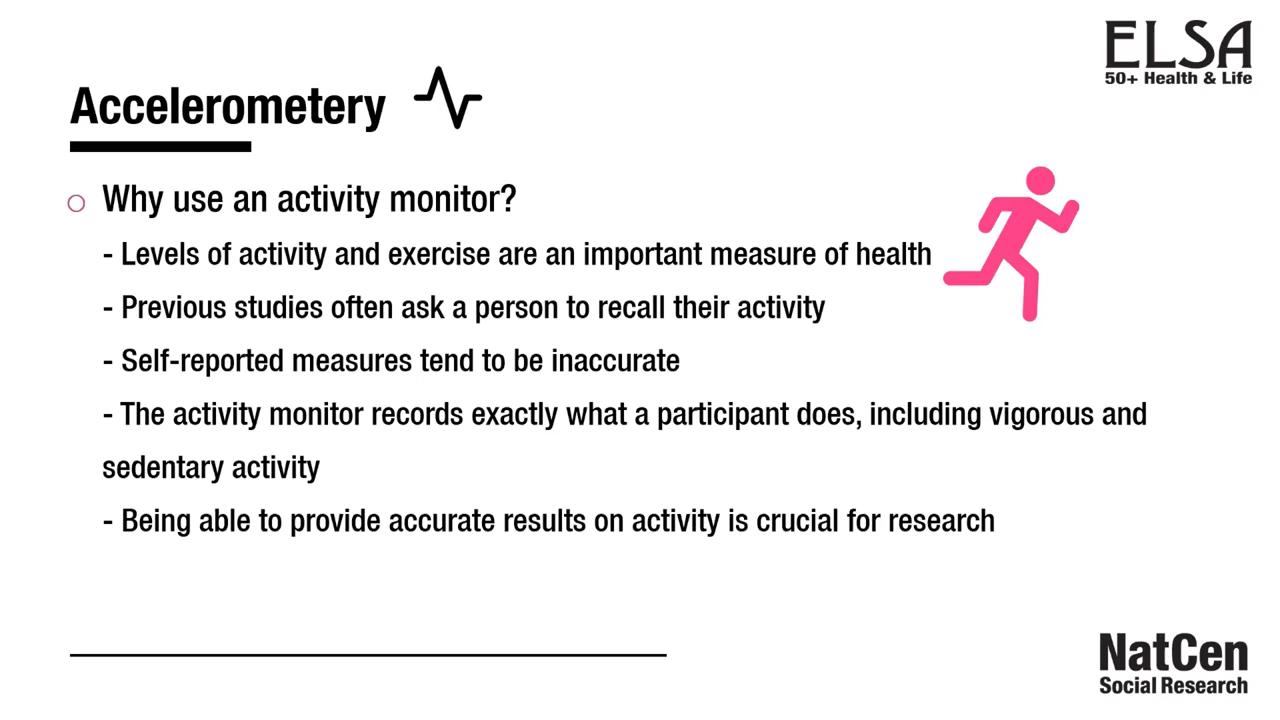 ELSA
50+ Health & Life
Accelerometery
Why use an activity monitor?
- Levels of activity and exercise are an important measure of health
- Previous studies often ask a person to recall their activity
- Self-reported measures tend to be inaccurate
- The activity monitor records exactly what a participant does, including vigorous and
sedentary activity
- Being able to provide accurate results on activity is crucial for research
NatCen
Social Research